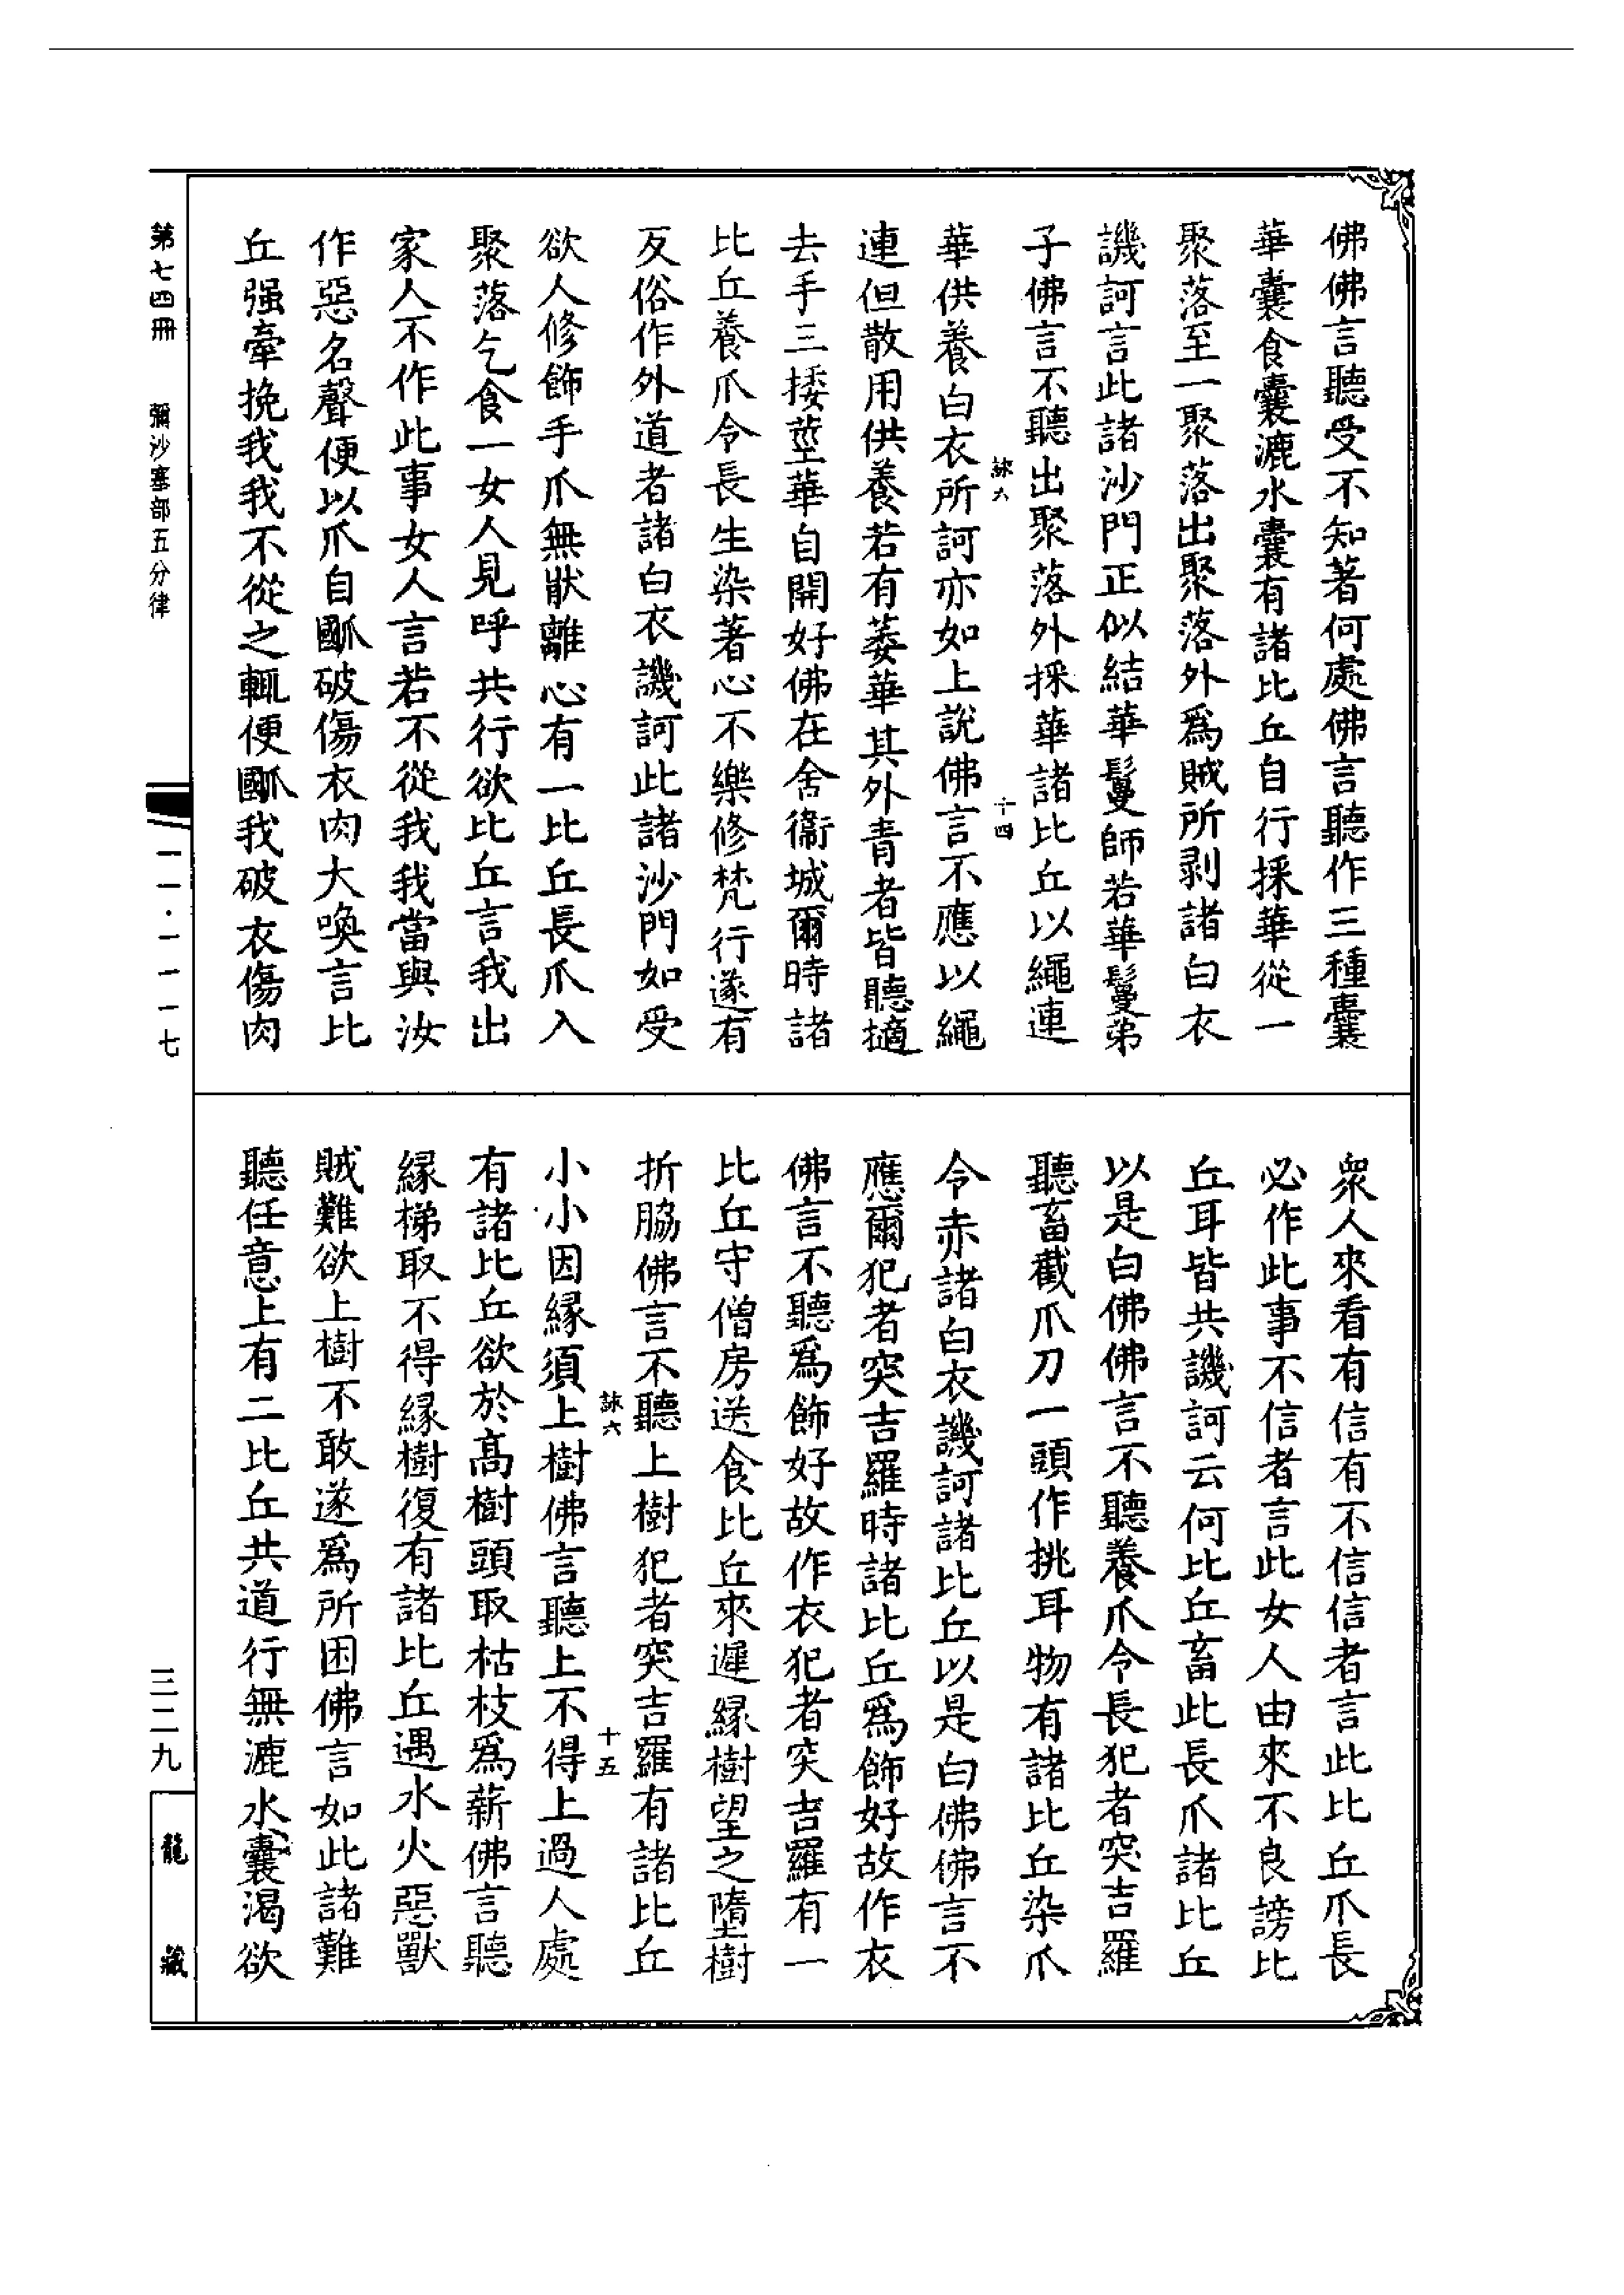 佛佛言聽受不知著何處佛言聽作三種囊
華囊食囊漉水囊有諸比丘自行採華從一
聚落至一聚落出聚落外爲賊所剥諸白衣
譏訶言此諸沙門正似結華鬘師若華鬘弟
子佛言不聽出聚落外採華諸比丘以繩連
詠六
十四
華供養白衣所訶亦如上說佛言不應以繩
連但散用供養若有萎華其外青者皆聽擿
去手三捼莖華自開好佛在舍衞城爾時諸
比丘養爪令長生染著心不樂修梵行遂有
反俗作外道者諸白衣譏訶此諸沙門如受
欲人修飾手爪無猒離心有一比丘長爪入
聚落乞食一女人見呼共行欲比丘言我出
家人不作此事女人言若不從我我當與汝
作惡名聲便以爪自㼌破傷衣肉大喚言比
丘强牽挽我我不從之輒便㼌我破衣傷肉
衆人來看有信有不信信者言此比丘爪長
必作此事不信者言此女人由來不良謗比
丘耳皆共譏訶云何比丘畜此長爪諸比丘
以是白佛佛言不聽養爪令長犯者突吉羅
聽畜截爪刀一頭作挑耳物有諸比丘染爪
令赤諸白衣譏訶諸比丘以是白佛佛言不
應爾犯者突吉羅時諸比丘爲飾好故作衣
佛言不聽爲飾好故作衣犯者突吉羅有一
比丘守僧房送食比丘來遲緣樹望之墮樹
折脇佛言不聽上樹犯者突吉羅有諸比丘
詠六
十五
小小因緣須上樹佛言聽上不得上過人處
有諸比丘欲於高樹頭取枯枝爲薪佛言聽
緣梯取不得緣樹復有諸比丘遇水火惡獸
賊難欲上樹不敢遂爲所困佛言如此諸難
聽任意上有二比丘共道行無漉水囊渴欲
第七四冊
彌沙塞部五分律
一一·一一一七
三二九
龍藏